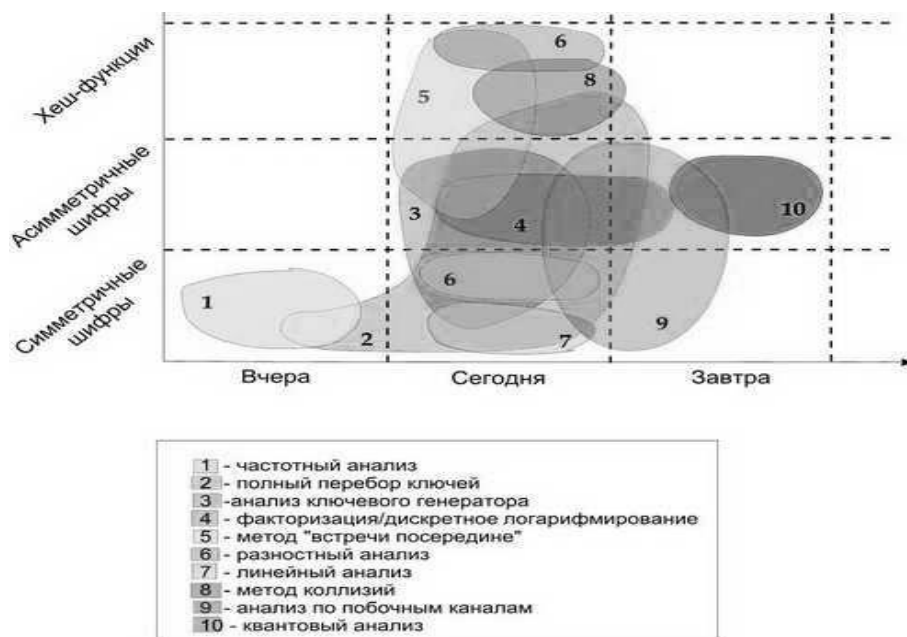 Хеш-функции
6
8
5
Асимметричные
шифры
3
4
10
Симметричные
шифры
6
1
2
7
9
Вчера
Сегодня
Завтра
1 - частотный анализ
2 - полный перебор ключей
3 -анализ ключевого генератора
4 - факторизация/дискретное логарифмирование
5 - метод "встречи посередине"
6 - разностный анализ
7 - линейный анализ
8 - метод коллизий
9 - анализ по побочным каналам
10 - квантовый анализ